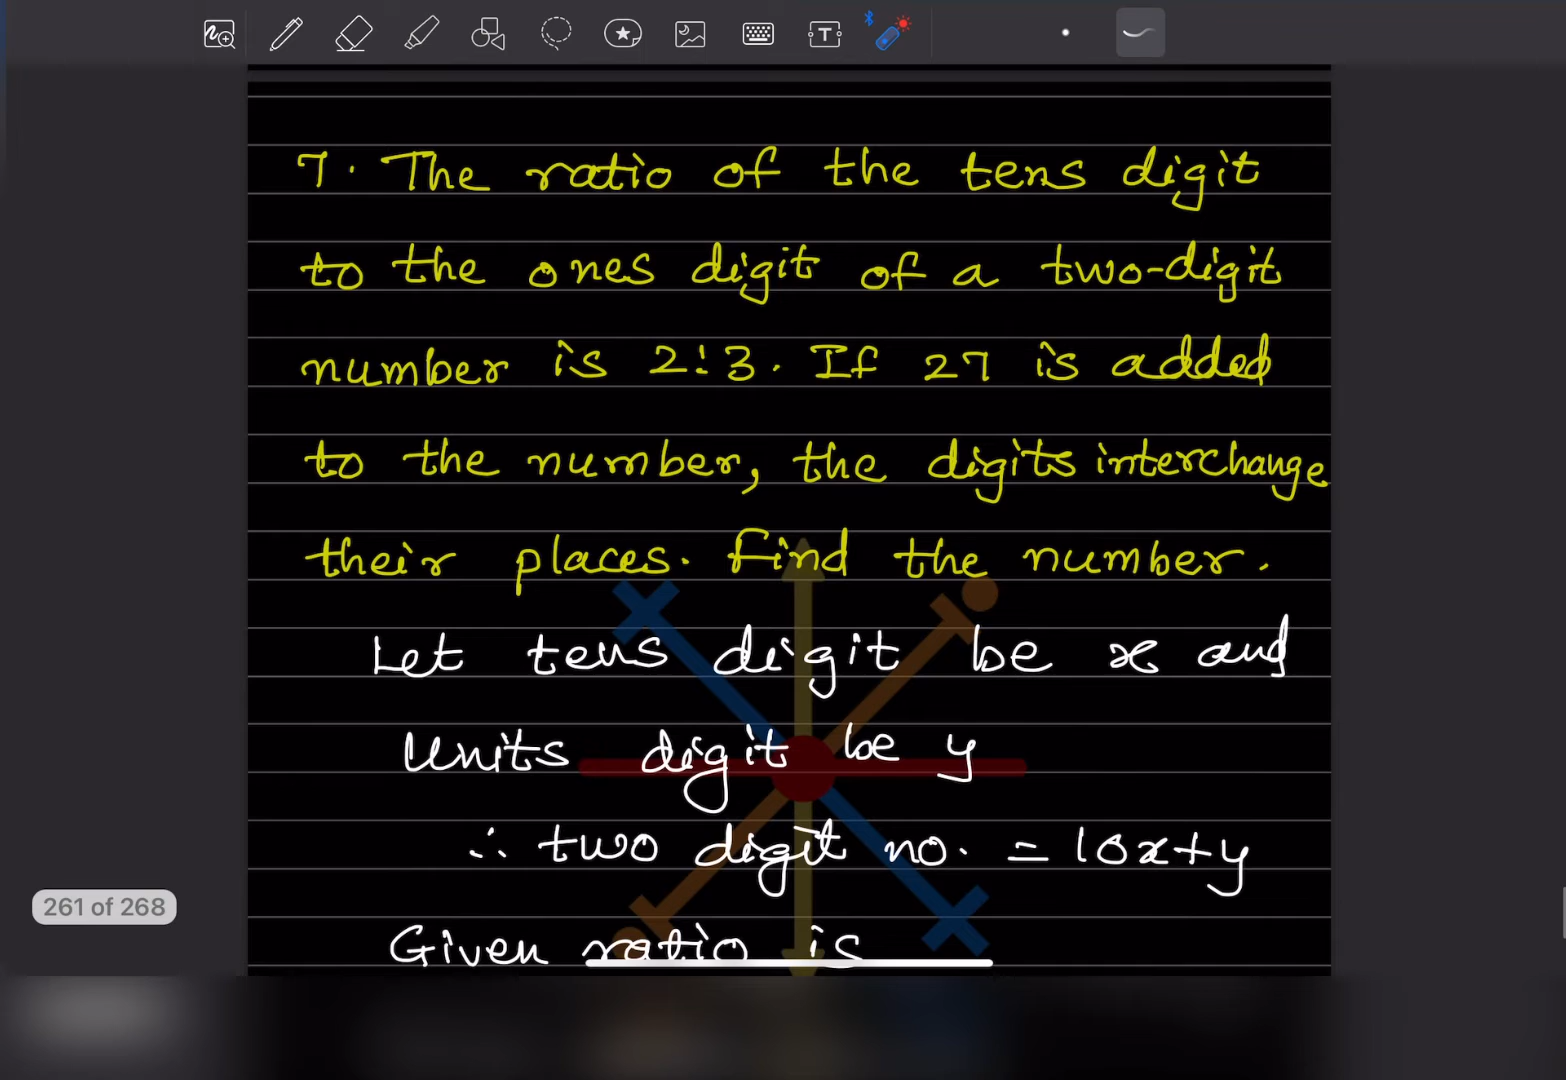 7. The ratio of the tens digit
to the ones digit of a two-digit
number is 2:3. If 27 is added
to the number, the digits interchange
their places. find the number.
Let tens digit be x and
Units digit be y
∴ two digit no. = 10x+y
261 of 268
Given ratio is